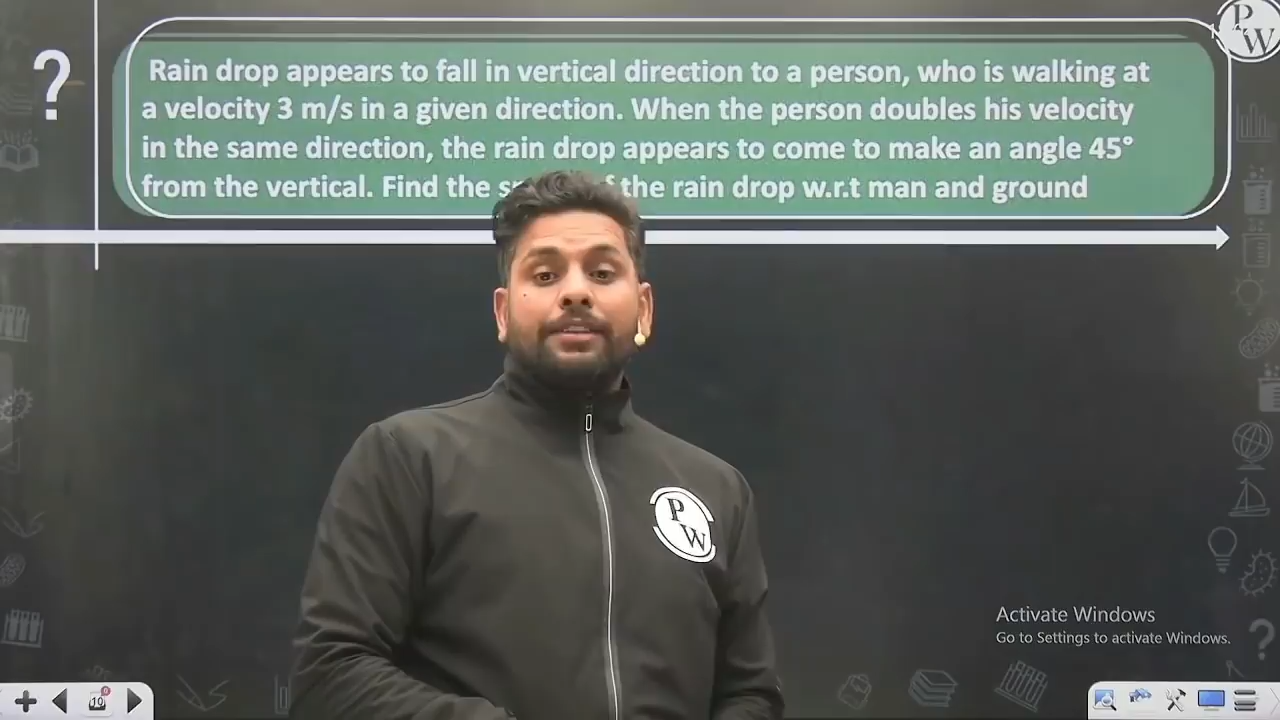 ?
Rain drop appears to fall in vertical direction to a person, who is walking at
a velocity 3 m/s in a given direction. When the person doubles his velocity
in the same direction, the rain drop appears to come to make an angle 45°
from the vertical. Find the the rain drop w.r.t man and ground
P
W
P
W
Activate Windows
Go to Settings to activate Windows.
10